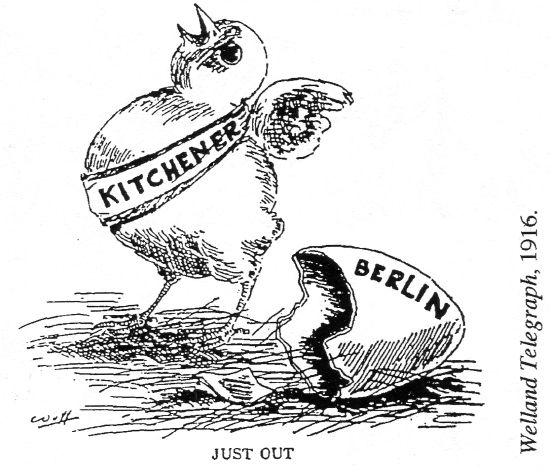 KITCHENER
BERLIN
JUST OUT
Welland Telegraph, 1916.